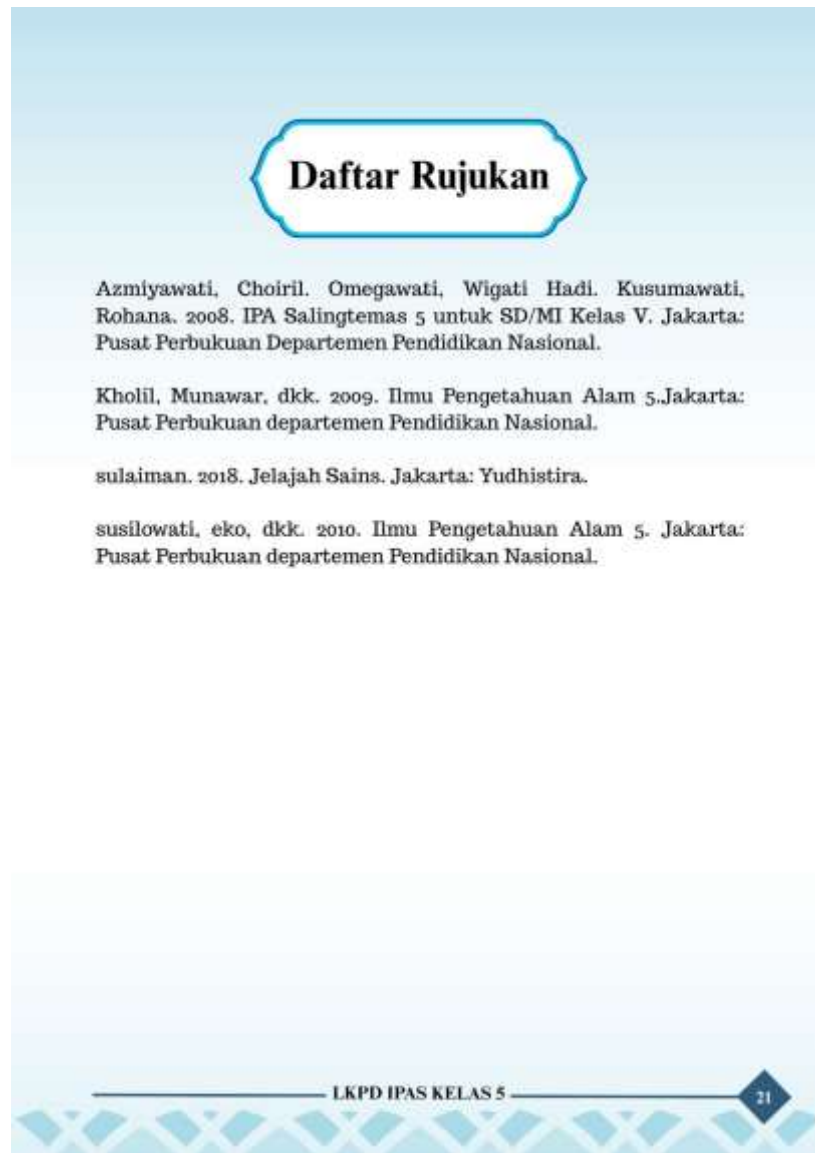 Daftar Rujukan
Azmiyawati, Choiril. Omegawati, Wigati Hadi. Kusumawati,
Rohana. 2008. IPA Salingtemas 5 untuk SD/MI Kelas V. Jakarta:
Pusat Perbukuan Departemen Pendidikan Nasional.
Kholil, Munawar, dkk. 2009. Ilmu Pengetahuan Alam 5.,Jakarta:
Pusat Perbukuan departemen Pendidikan Nasional.
sulaiman. 2018. Jelajah Sains. Jakarta: Yudhistira.
susilowati, eko, dkk. 2010. Ilmu Pengetahuan Alam 5. Jakarta:
Pusat Perbukuan departemen Pendidikan Nasional.
LKPD IPAS KELAS 5
21